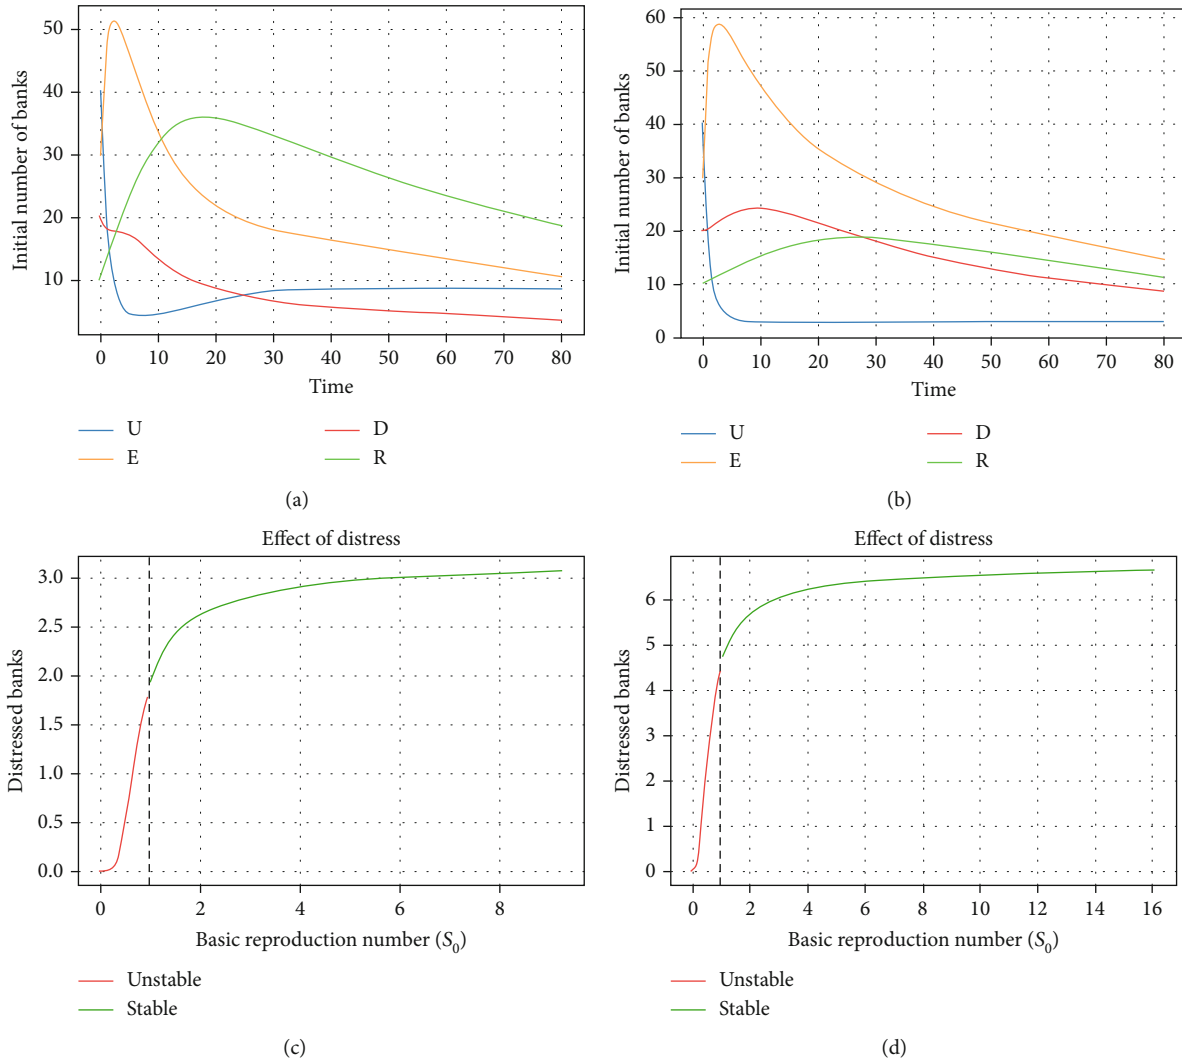 50
40
30
20
10
Initial number of banks
0 10 20 30 40 50 60 70 80
Time
U D
E R
(a)
60
50
40
30
20
10
0
Initial number of banks
0 10 20 30 40 50 60 70 80
Time
U D
E R
(b)
Effect of distress
3.0
2.5
2.0
1.5
1.0
0.5
0.0
Distressed banks
0 2 4 6 8
Basic reproduction number (S₀)
Unstable
Stable
(c)
Effect of distress
6
5
4
3
2
1
0
Distressed banks
0 2 4 6 8 10 12 14 16
Basic reproduction number (S₀)
Unstable
Stable
(d)